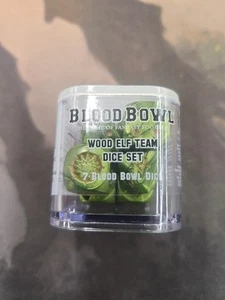 BLOOD BOWL
WOOD ELF TEAM
DICE SET
7 BLOOD BOWL DICE